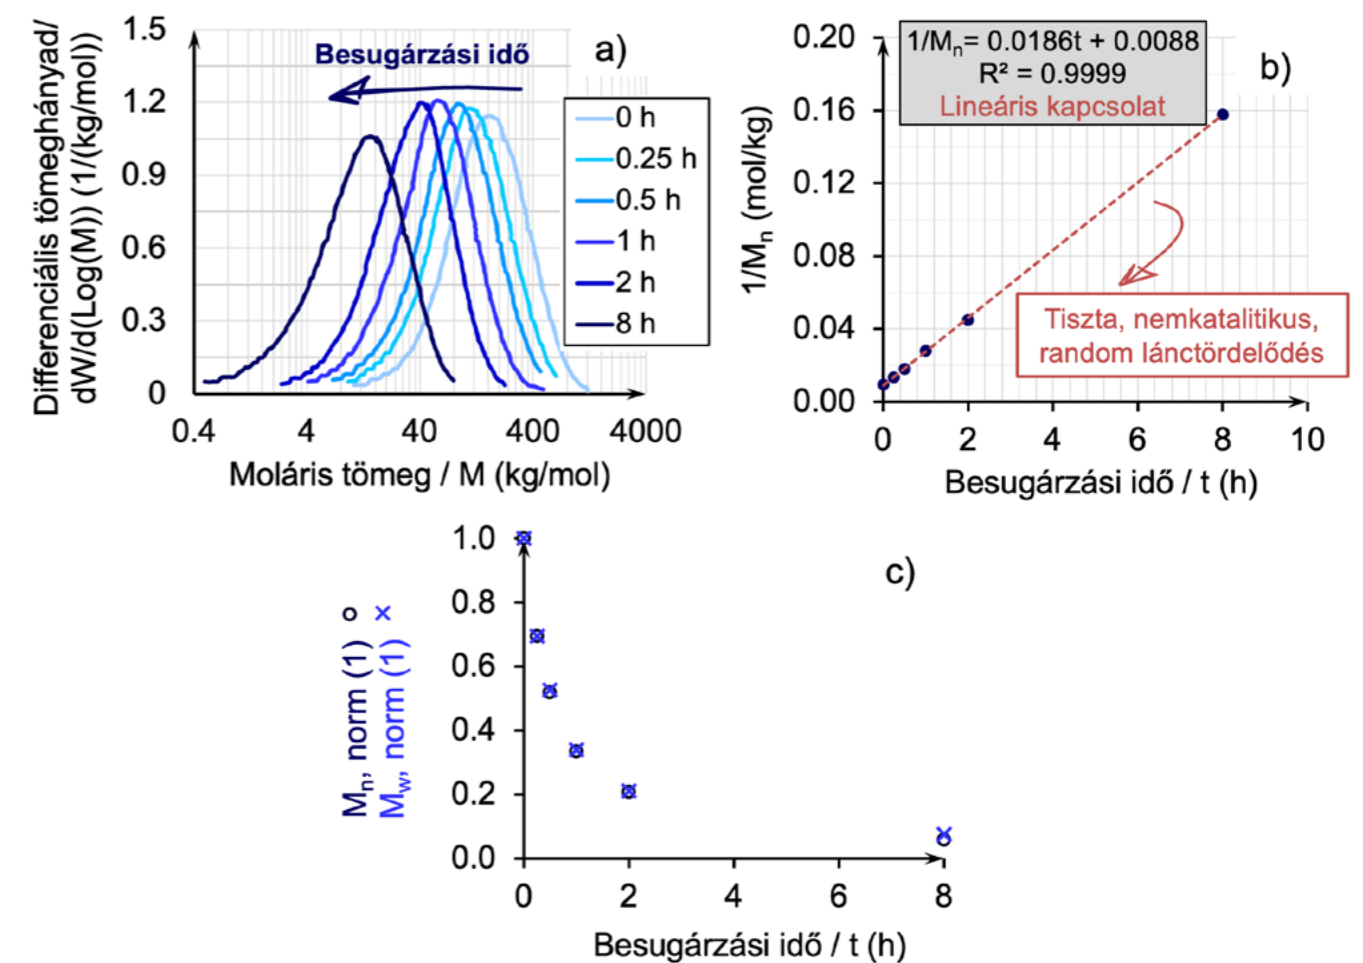 Differenciális tömeghányad/
dW/d(Log(M)) (1/(kg/mol))
1.5
1.2
0.9
0.6
0.3
0
0.4 4 40 400 4000
Moláris tömeg / M (kg/mol)
Besugárzási idő
a)
0 h
0.25 h
0.5 h
1 h
2 h
8 h
1/Mₙ (mol/kg)
0.20
0.16
0.12
0.08
0.04
0.00
0 2 4 6 8 10
Besugárzási idő / t (h)
1/Mₙ= 0.0186t + 0.0088
R² = 0.9999
Lineáris kapcsolat
b)
Tiszta, nemkatalitikus,
random lánctördelődés
Mₙ, norm (1)
M_w, norm (1)
1.0
0.8
0.6
0.4
0.2
0.0
0 2 4 6 8
Besugárzási idő / t (h)
c)